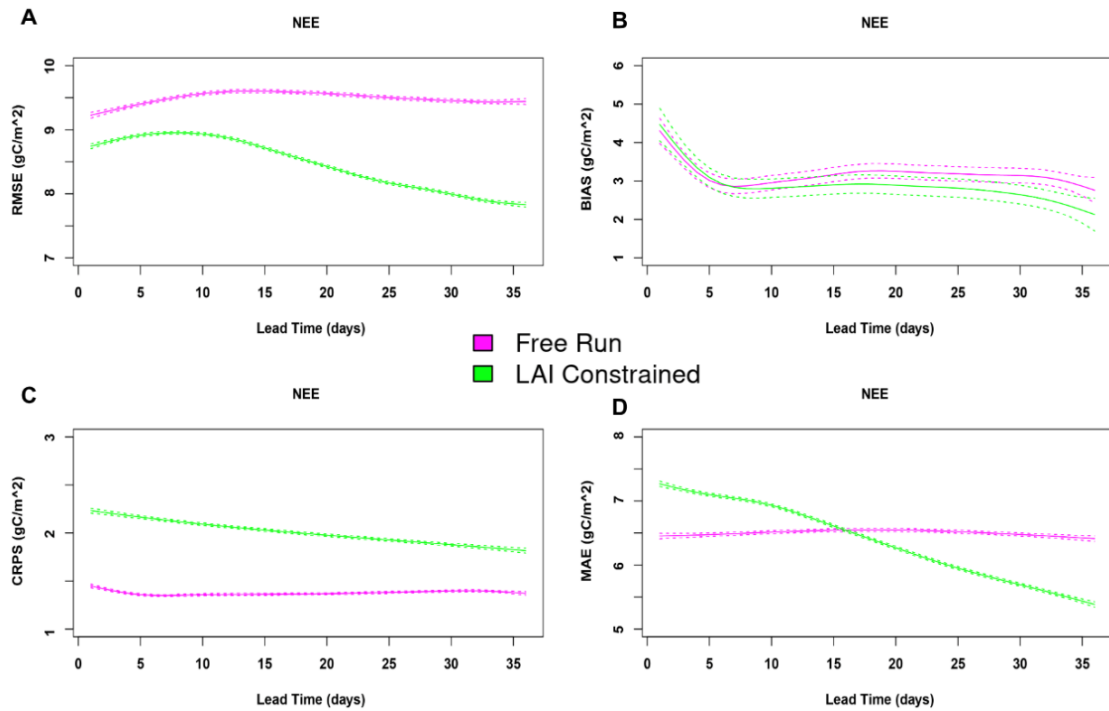 A
NEE
RMSE (gC/m^2)
10
9
8
7
0 5 10 15 20 25 30 35
Lead Time (days)
B
NEE
BIAS (gC/m^2)
6
5
4
3
2
1
0 5 10 15 20 25 30 35
Lead Time (days)
Free Run
LAI Constrained
C
NEE
CRPS (gC/m^2)
3
2
1
0 5 10 15 20 25 30 35
Lead Time (days)
D
NEE
MAE (gC/m^2)
8
7
6
5
0 5 10 15 20 25 30 35
Lead Time (days)